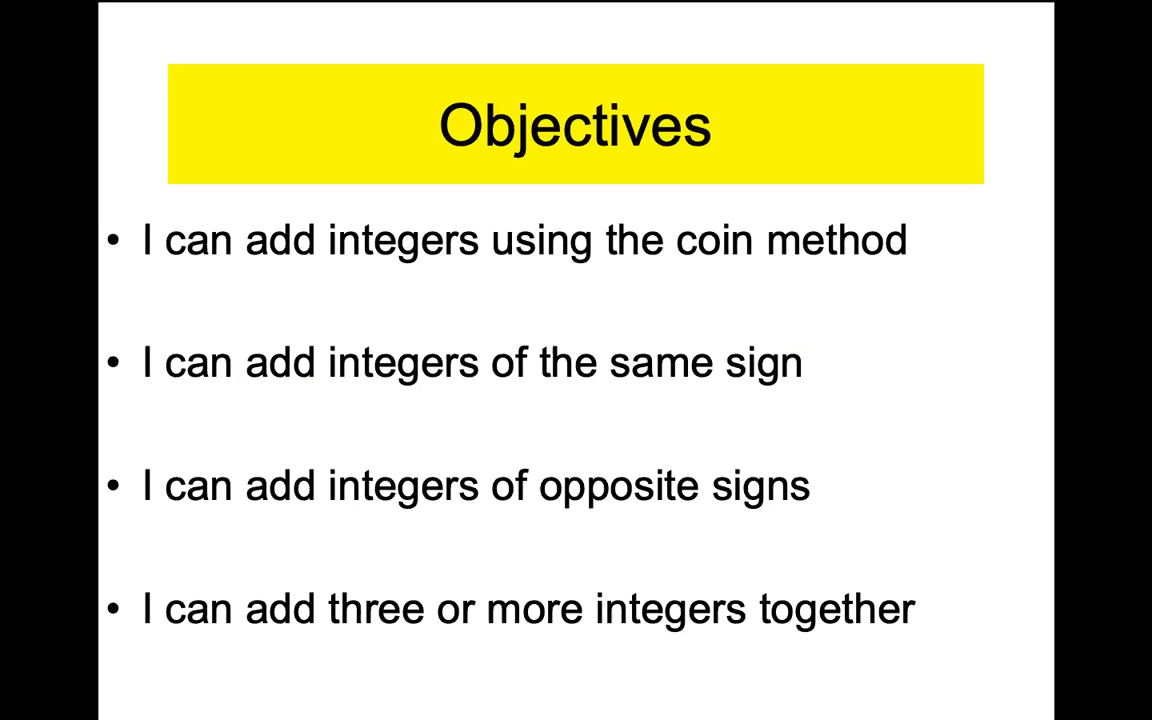 Objectives
• I can add integers using the coin method
• I can add integers of the same sign
• I can add integers of opposite signs
• I can add three or more integers together